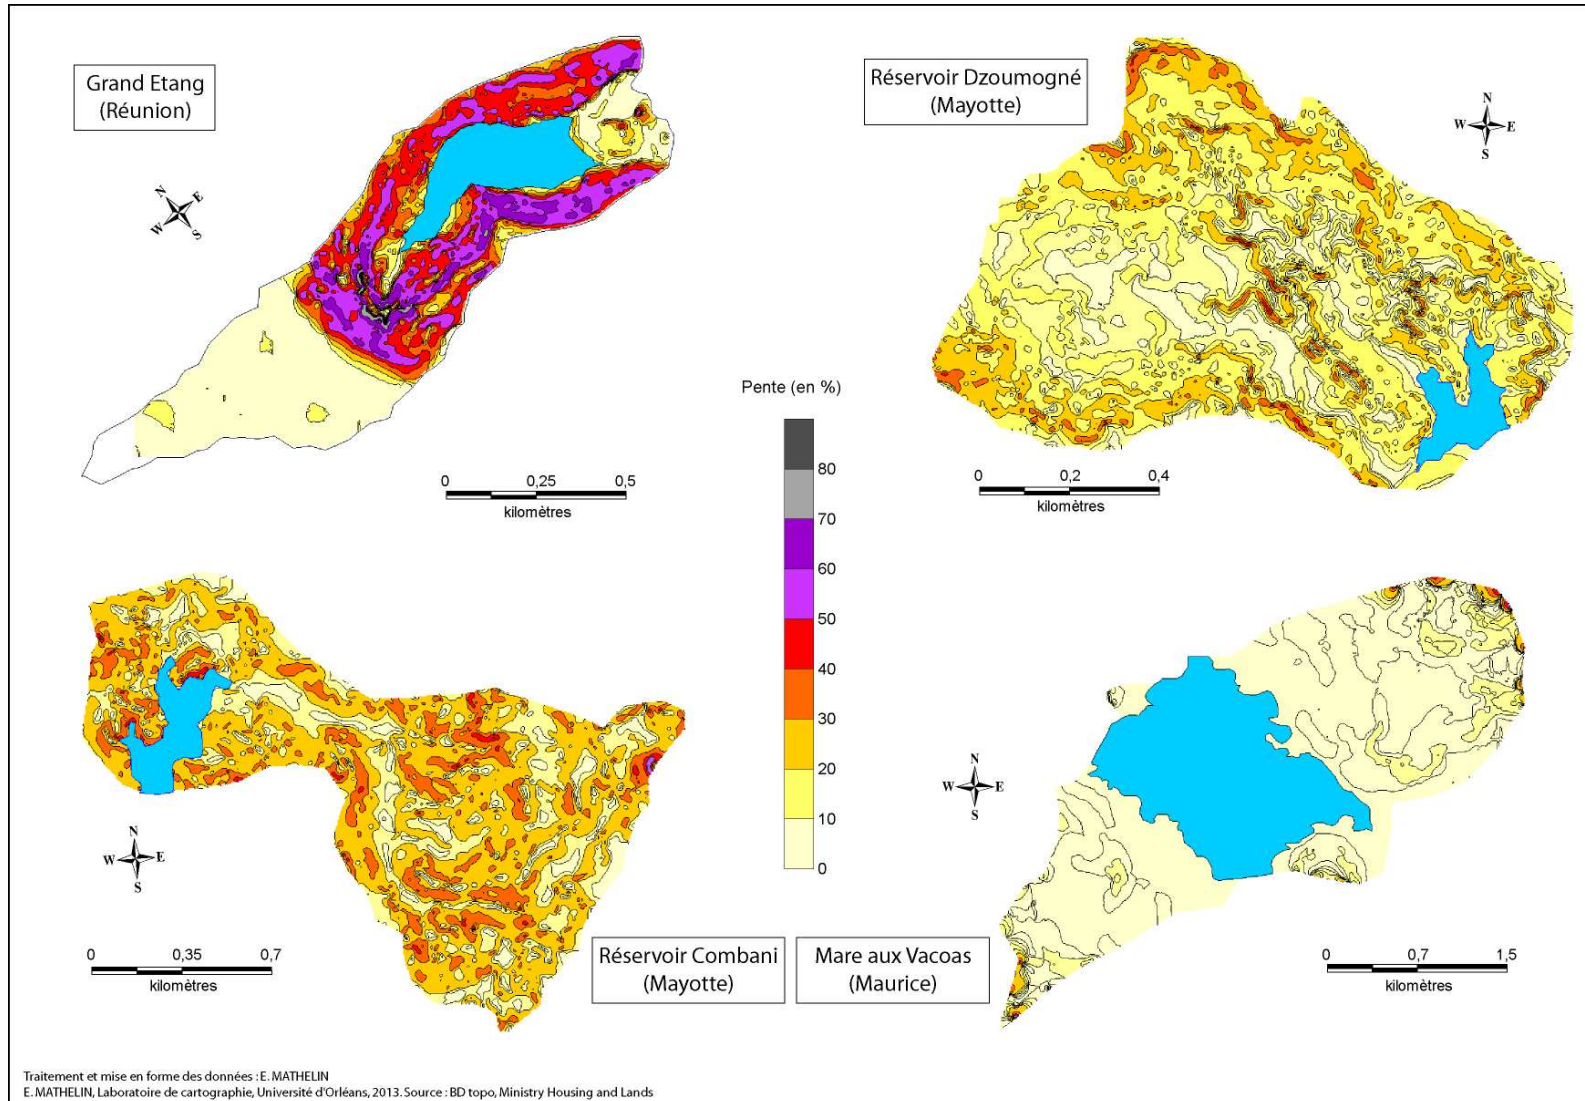 Grand Etang
(Réunion)
N
E
W
S
0
0,25
0,5
kilomètres
Réservoir Dzoumogné
(Mayotte)
N
W
E
S
0
0,2
0,4
kilomètres
Pente (en %)
80
70
60
50
40
30
20
10
0
N
W
E
S
0
0,35
0,7
kilomètres
Réservoir Combani
(Mayotte)
Mare aux Vacoas
(Maurice)
N
W
E
S
0
0,7
1,5
kilomètres
Traitement et mise en forme des données : E. MATHELIN
E. MATHELIN, Laboratoire de cartographie, Université d'Orléans, 2013. Source : BD topo, Ministry Housing and Lands